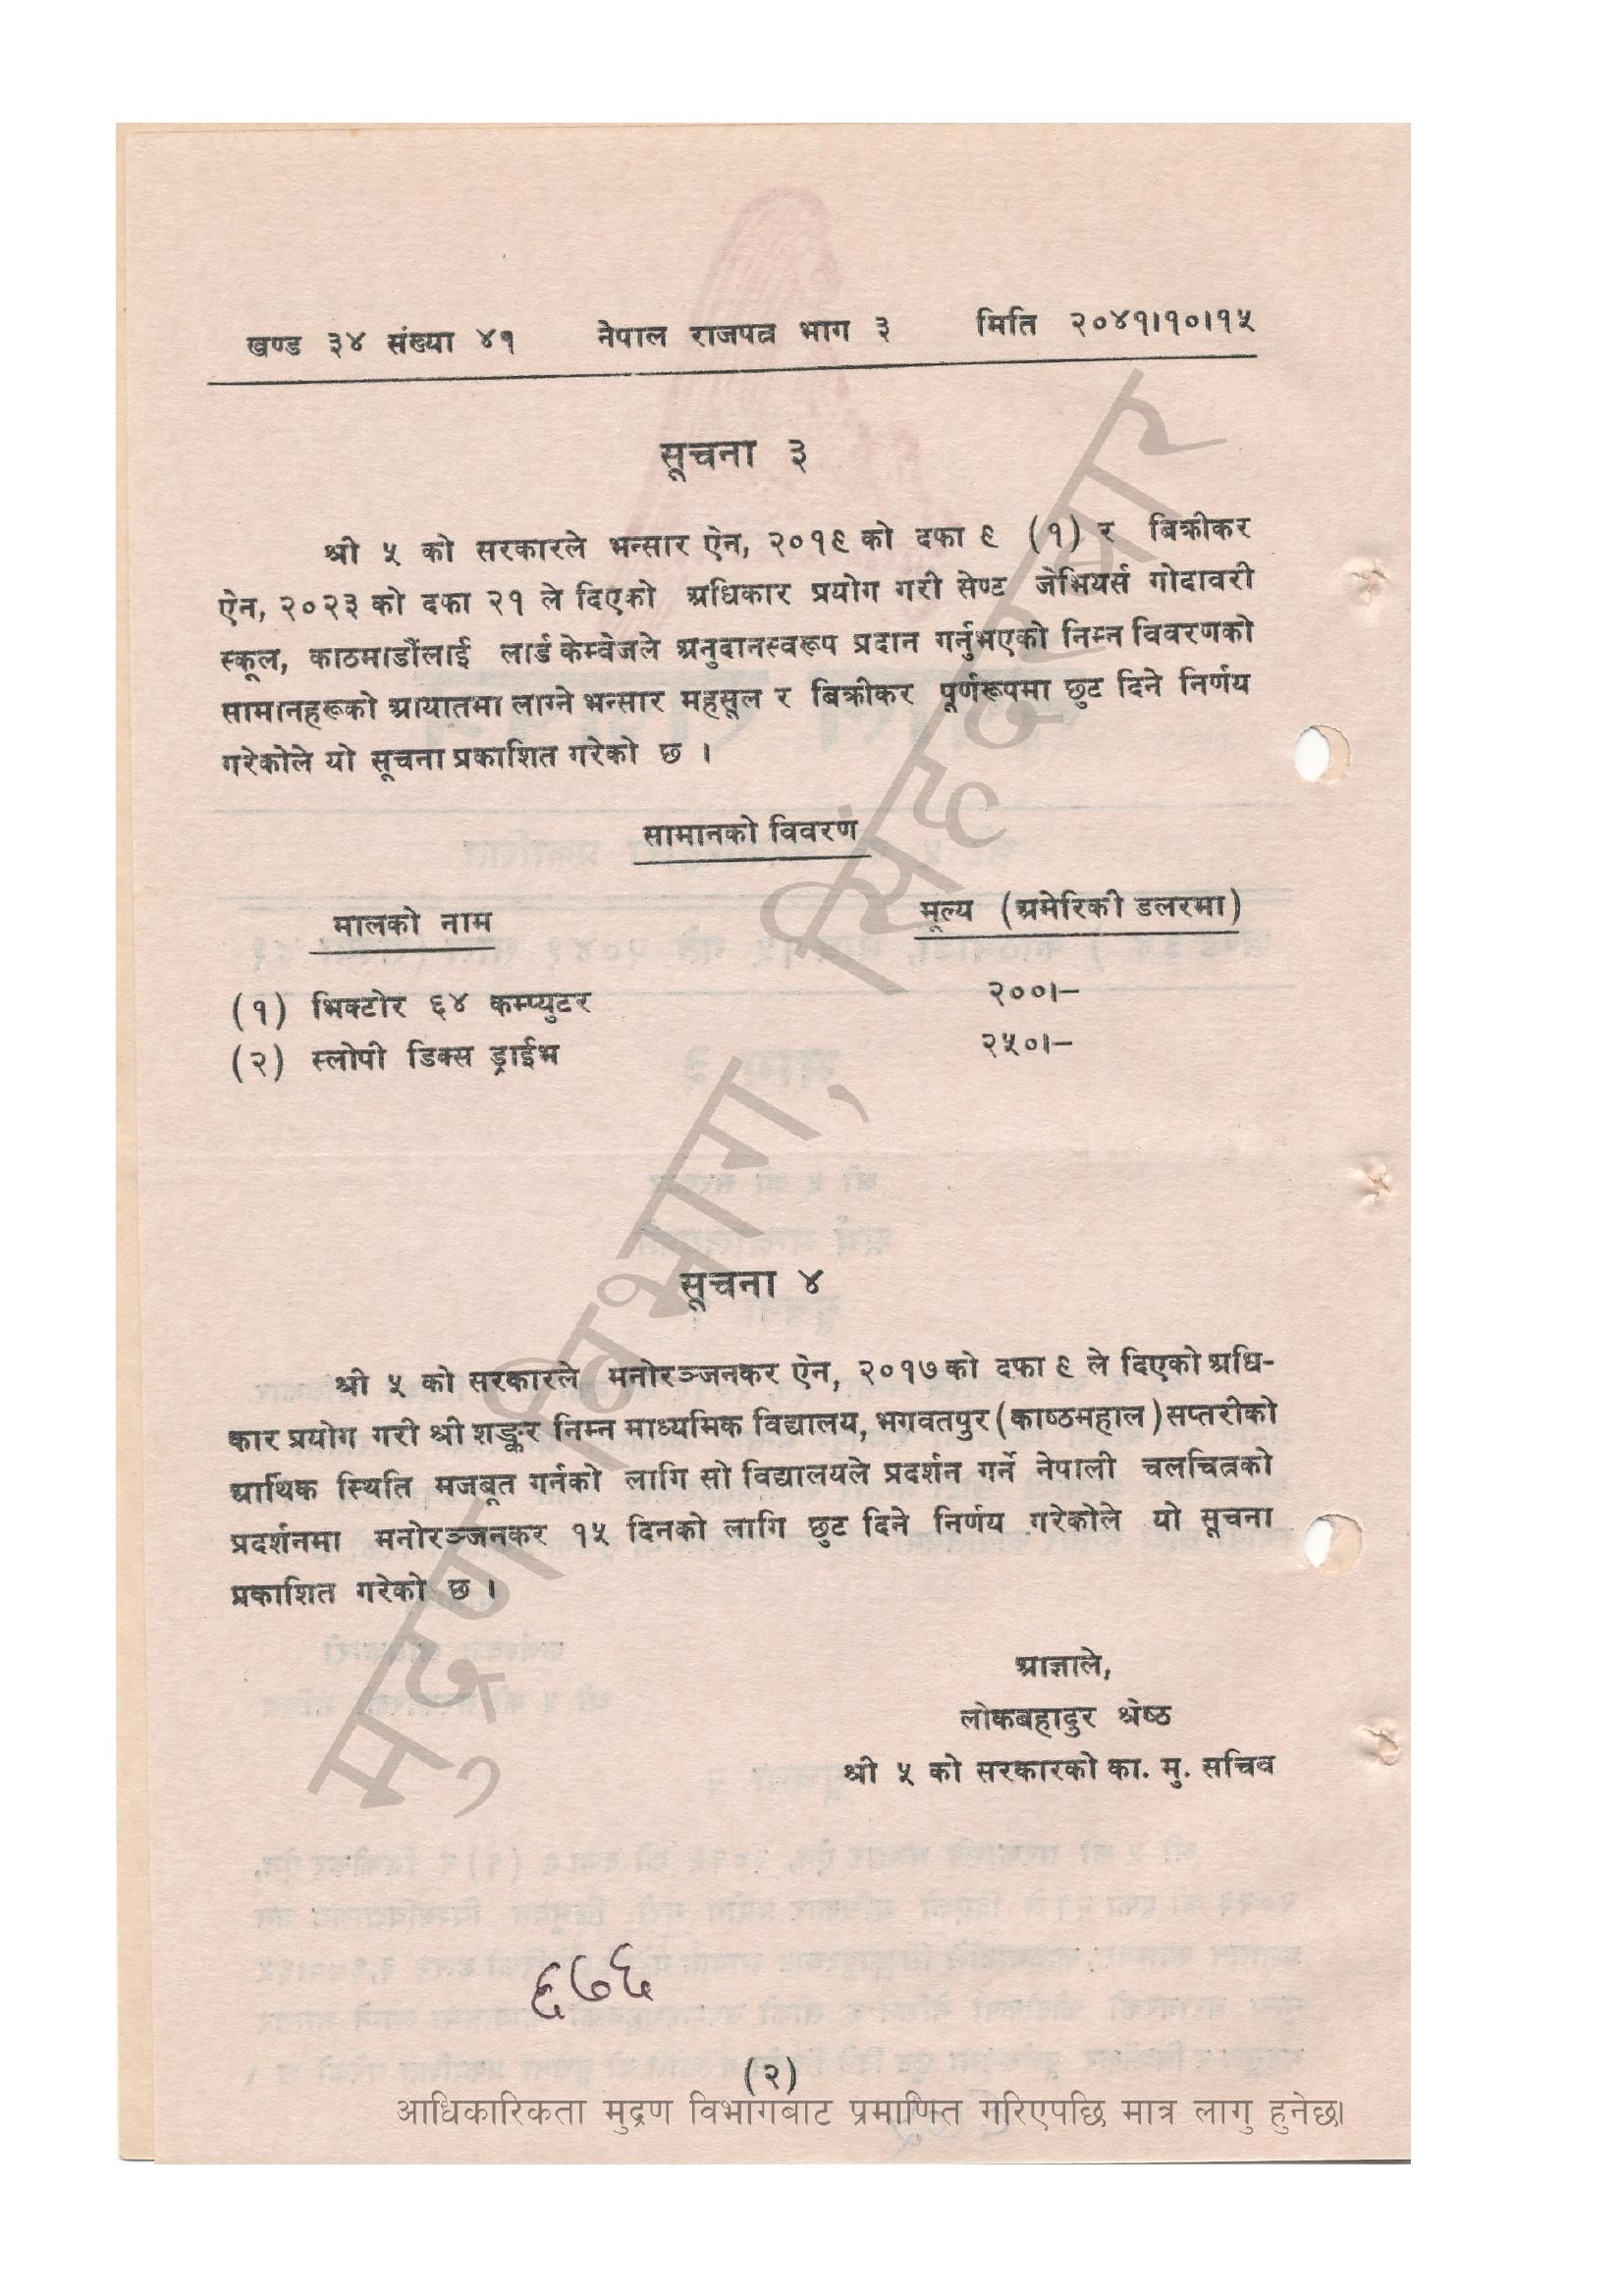 खण्ड ३४ संख्या ४१ नेपाल राजपत्र भाग ३ मिति २०४१।१०।१५
सूचना ३
श्री ५ को सरकारले भन्सार ऐन, २०१९ को दफा ९ (१) र बिक्रीकर
ऐन, २०२३ को दफा २१ ले दिएको अधिकार प्रयोग गरी सेण्ट जेभियर्स गोदावरी
स्कूल, काठमाडौंलाई लार्ड केम्वेजले अनुदानस्वरूप प्रदान गर्नुभएको निम्न विवरणको
सामानहरूको आयातमा लाग्ने भन्सार महसूल र बिक्रीकर पूर्णरूपमा छुट दिने निर्णय
गरेकोले यो सूचना प्रकाशित गरेको छ ।
सामानको विवरण
मालको नाम मूल्य (अमेरिकी डलरमा)
(१) भिक्टोर ६४ कम्प्युटर २००।–
(२) स्लोपी डिक्स ड्राईभ २५०।–
सूचना ४
श्री ५ को सरकारले मनोरञ्जनकर ऐन, २०१७ को दफा ९ ले दिएको अधि-
कार प्रयोग गरी श्री शङ्कर निम्न माध्यमिक विद्यालय, भगवतपुर (काष्ठमहाल) सप्तरीको
आर्थिक स्थिति मजबूत गर्नको लागि सो विद्यालयले प्रदर्शन गर्ने नेपाली चलचित्रको
प्रदर्शनमा मनोरञ्जनकर १५ दिनको लागि छुट दिने निर्णय गरेकोले यो सूचना
प्रकाशित गरेको छ ।
आज्ञाले,
लोकबहादुर श्रेष्ठ
श्री ५ को सरकारको का. मु. सचिव
६७६
(२)
आधिकारिकता मुद्रण विभागबाट प्रमाणित गरिएपछि मात्र लागु हुनेछ।
मुद्रण विभाग, सिंहदरबार